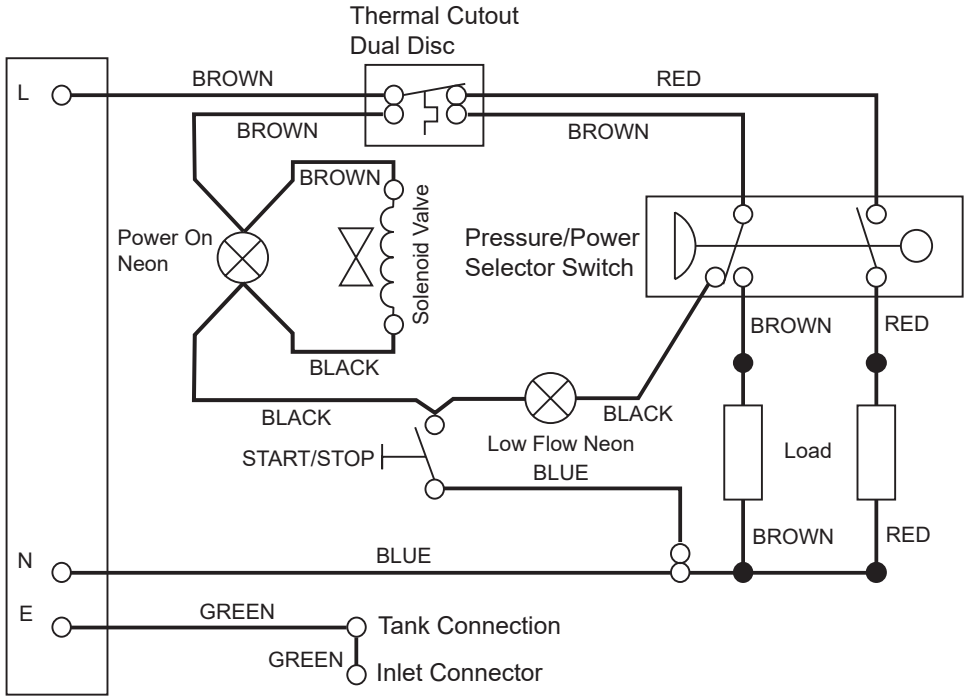 Thermal Cutout
Dual Disc
L
BROWN
RED
BROWN
BROWN
BROWN
Solenoid Valve
Power On
Neon
Pressure/Power
Selector Switch
BROWN
RED
BLACK
BLACK
BLACK
Low Flow Neon
Load
START/STOP
BLUE
BROWN
RED
N
BLUE
E
GREEN
Tank Connection
GREEN
Inlet Connector